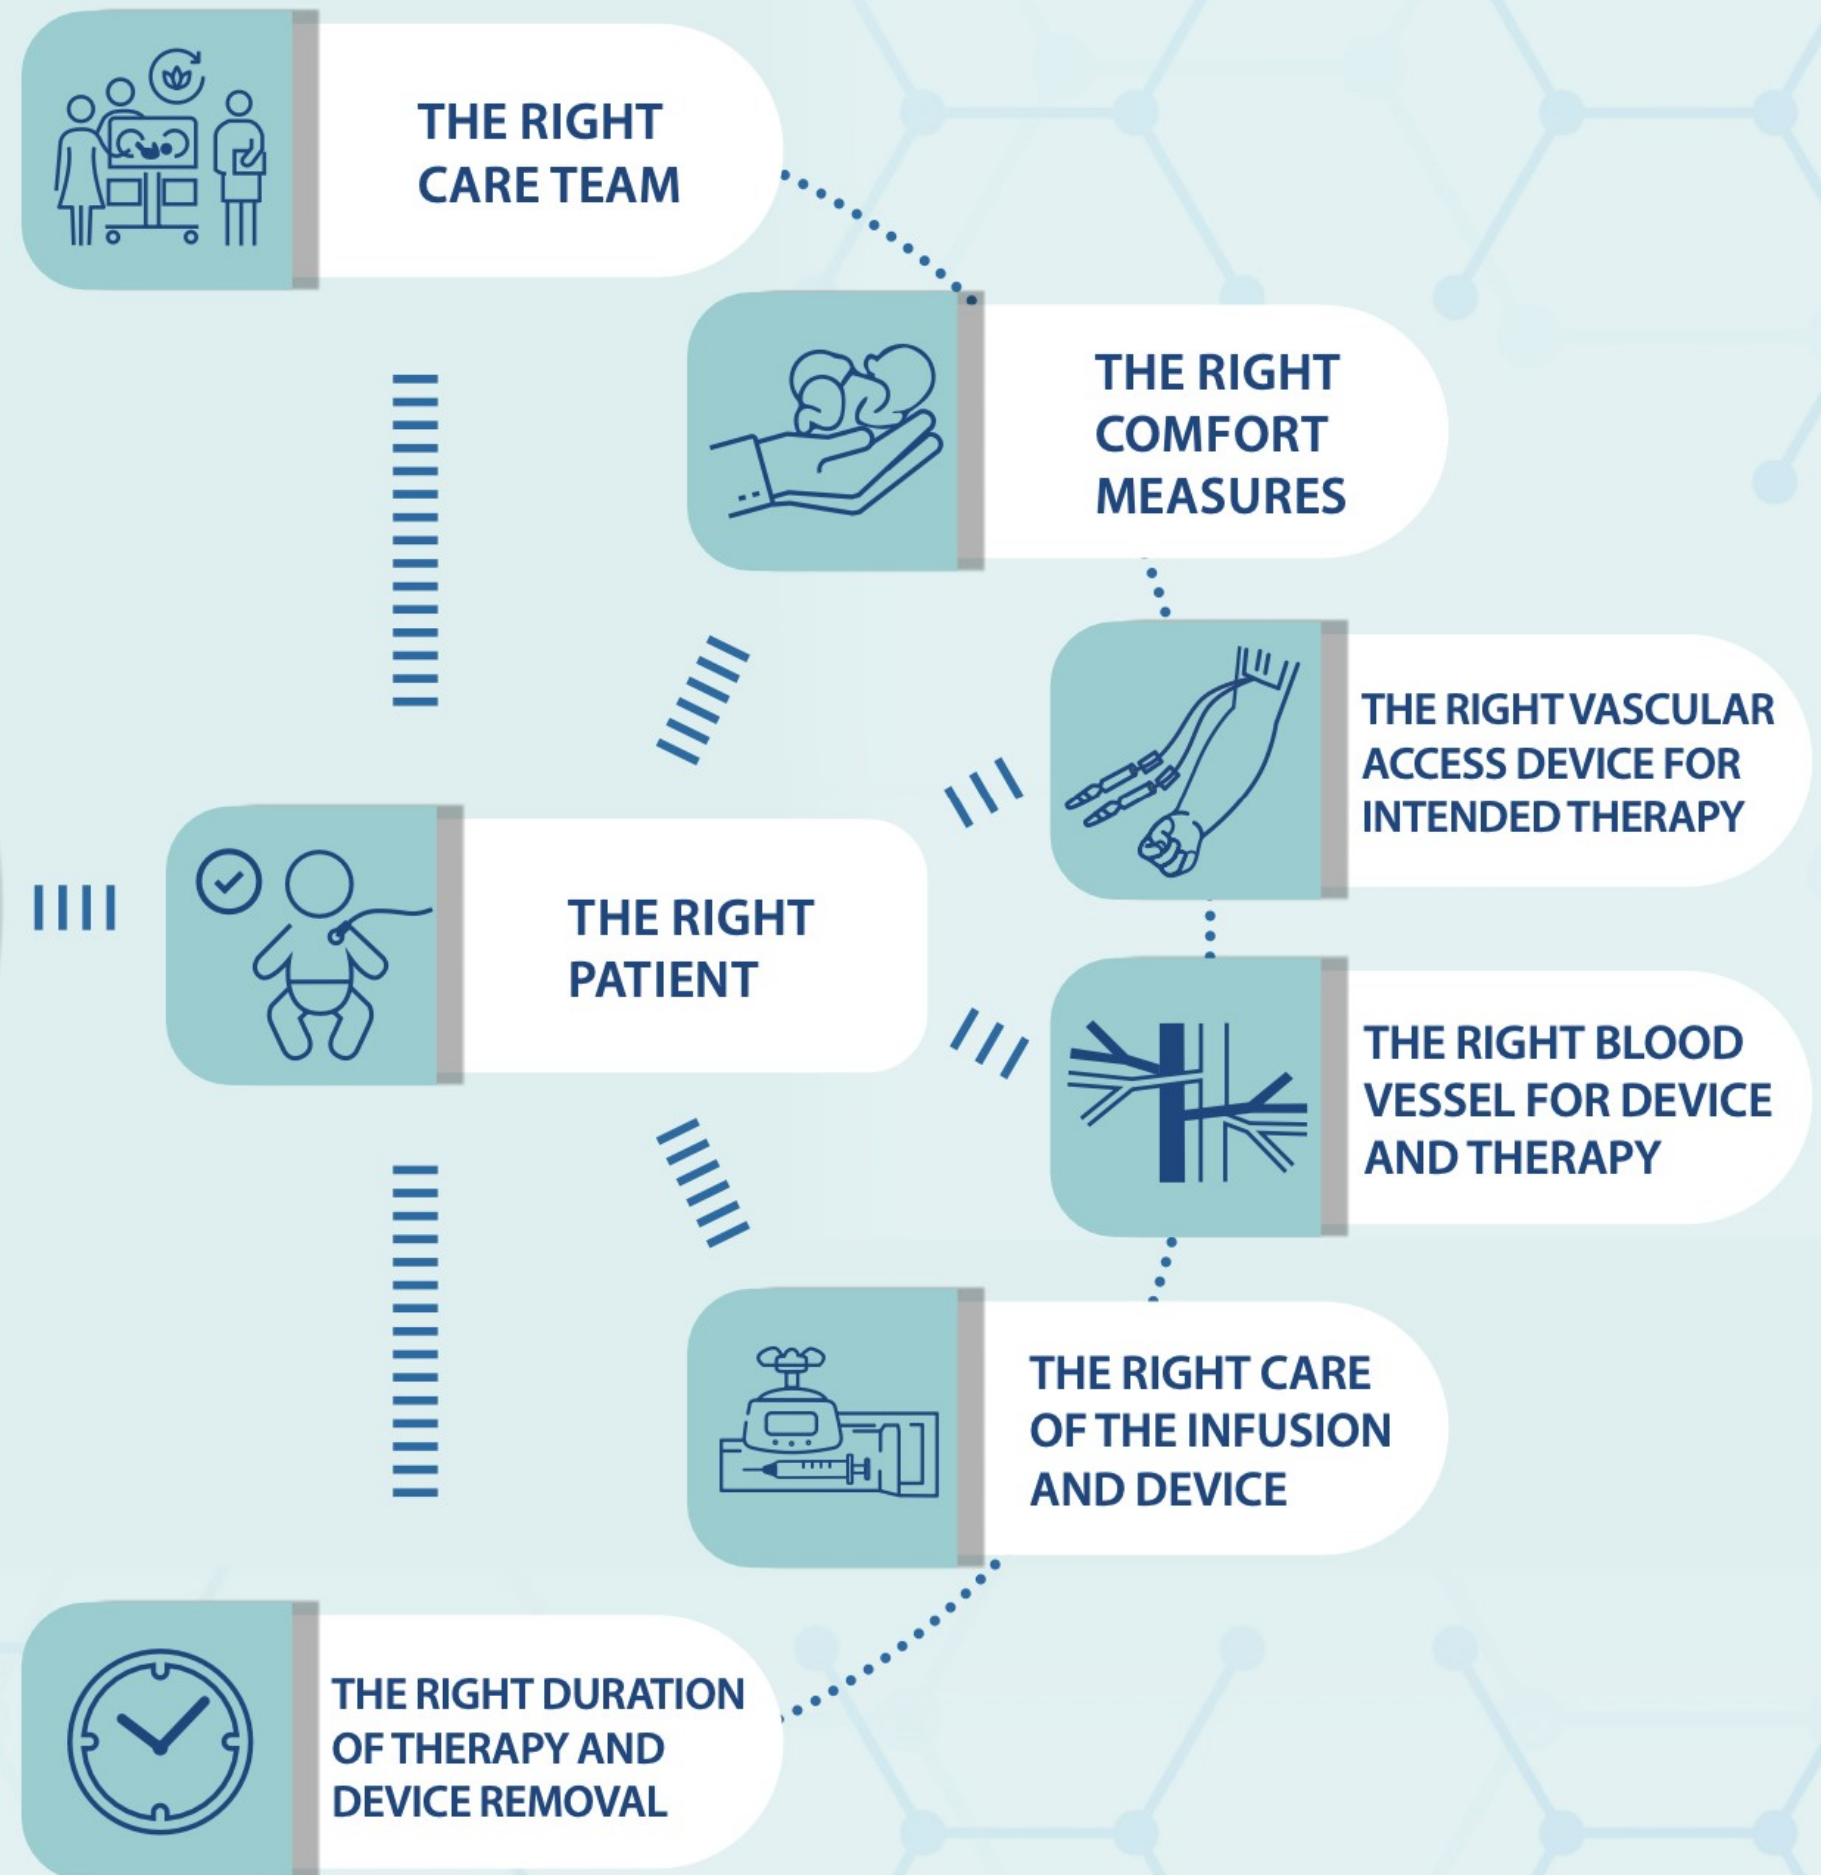 THE RIGHT
CARE TEAM
THE RIGHT
COMFORT
MEASURES
THE RIGHT VASCULAR
ACCESS DEVICE FOR
INTENDED THERAPY
THE RIGHT
PATIENT
THE RIGHT BLOOD
VESSEL FOR DEVICE
AND THERAPY
THE RIGHT CARE
OF THE INFUSION
AND DEVICE
THE RIGHT DURATION
OF THERAPY AND
DEVICE REMOVAL